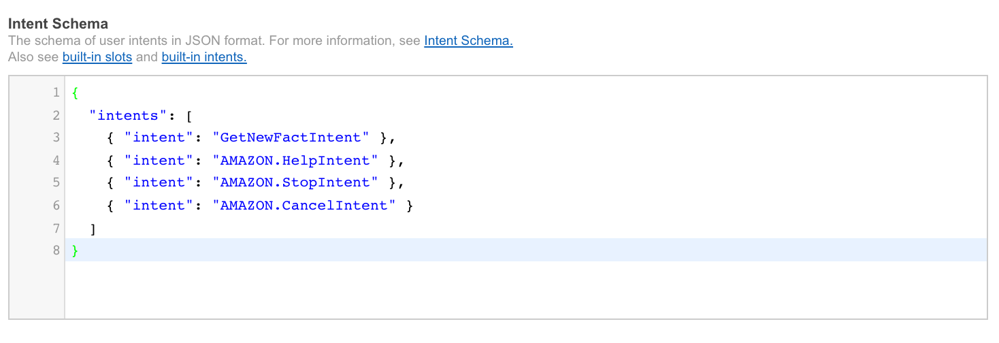 Intent Schema
The schema of user intents in JSON format. For more information, see Intent Schema.
Also see built-in slots and built-in intents.
1 {
2   "intents": [
3     { "intent": "GetNewFactIntent" },
4     { "intent": "AMAZON.HelpIntent" },
5     { "intent": "AMAZON.StopIntent" },
6     { "intent": "AMAZON.CancelIntent" }
7   ]
8 }